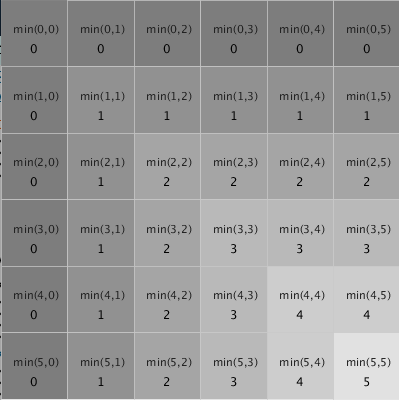 min(0,0) min(0,1) min(0,2) min(0,3) min(0,4) min(0,5)
0 0 0 0 0 0
min(1,0) min(1,1) min(1,2) min(1,3) min(1,4) min(1,5)
0 1 1 1 1 1
min(2,0) min(2,1) min(2,2) min(2,3) min(2,4) min(2,5)
0 1 2 2 2 2
min(3,0) min(3,1) min(3,2) min(3,3) min(3,4) min(3,5)
0 1 2 3 3 3
min(4,0) min(4,1) min(4,2) min(4,3) min(4,4) min(4,5)
0 1 2 3 4 4
min(5,0) min(5,1) min(5,2) min(5,3) min(5,4) min(5,5)
0 1 2 3 4 5